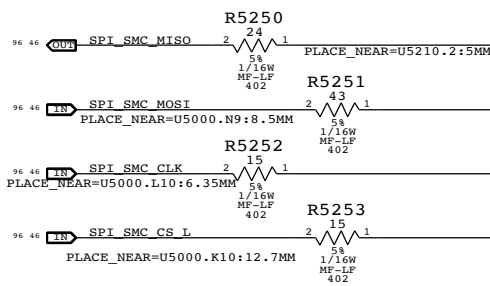 R5250
24
96 46 OUT SPI_SMC_MISO 2 1
PLACE_NEAR=U5210.2:5MM
5%
1/16W
MF-LF
402
R5251
43
96 46 IN SPI_SMC_MOSI 2 1
PLACE_NEAR=U5000.N9:8.5MM
5%
1/16W
MF-LF
402
R5252
15
96 46 IN SPI_SMC_CLK 2 1
PLACE_NEAR=U5000.L10:6.35MM
5%
1/16W
MF-LF
402
R5253
15
96 46 IN SPI_SMC_CS_L 2 1
PLACE_NEAR=U5000.K10:12.7MM
5%
1/16W
MF-LF
402